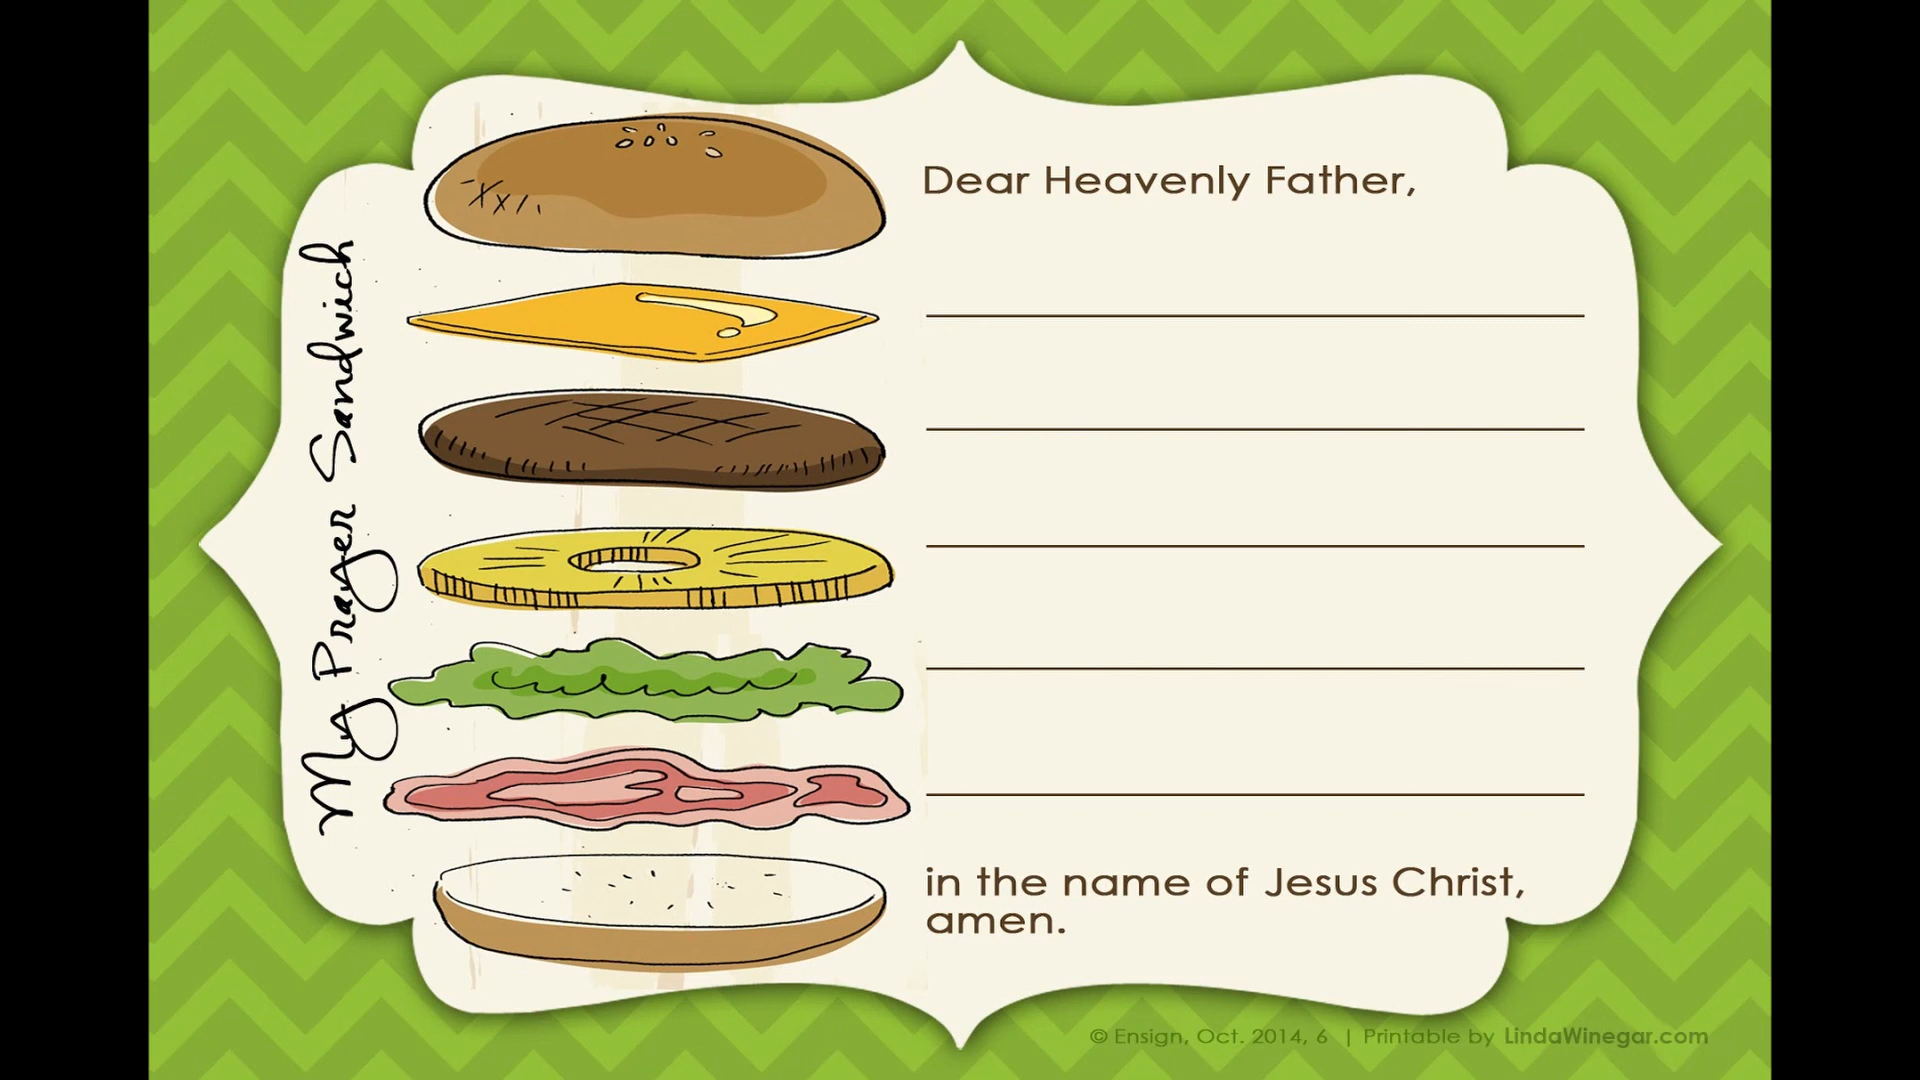 My Prayer Sandwich
Dear Heavenly Father,
in the name of Jesus Christ,
amen.
© Ensign, Oct. 2014, 6 | Printable by LindaWinegar.com